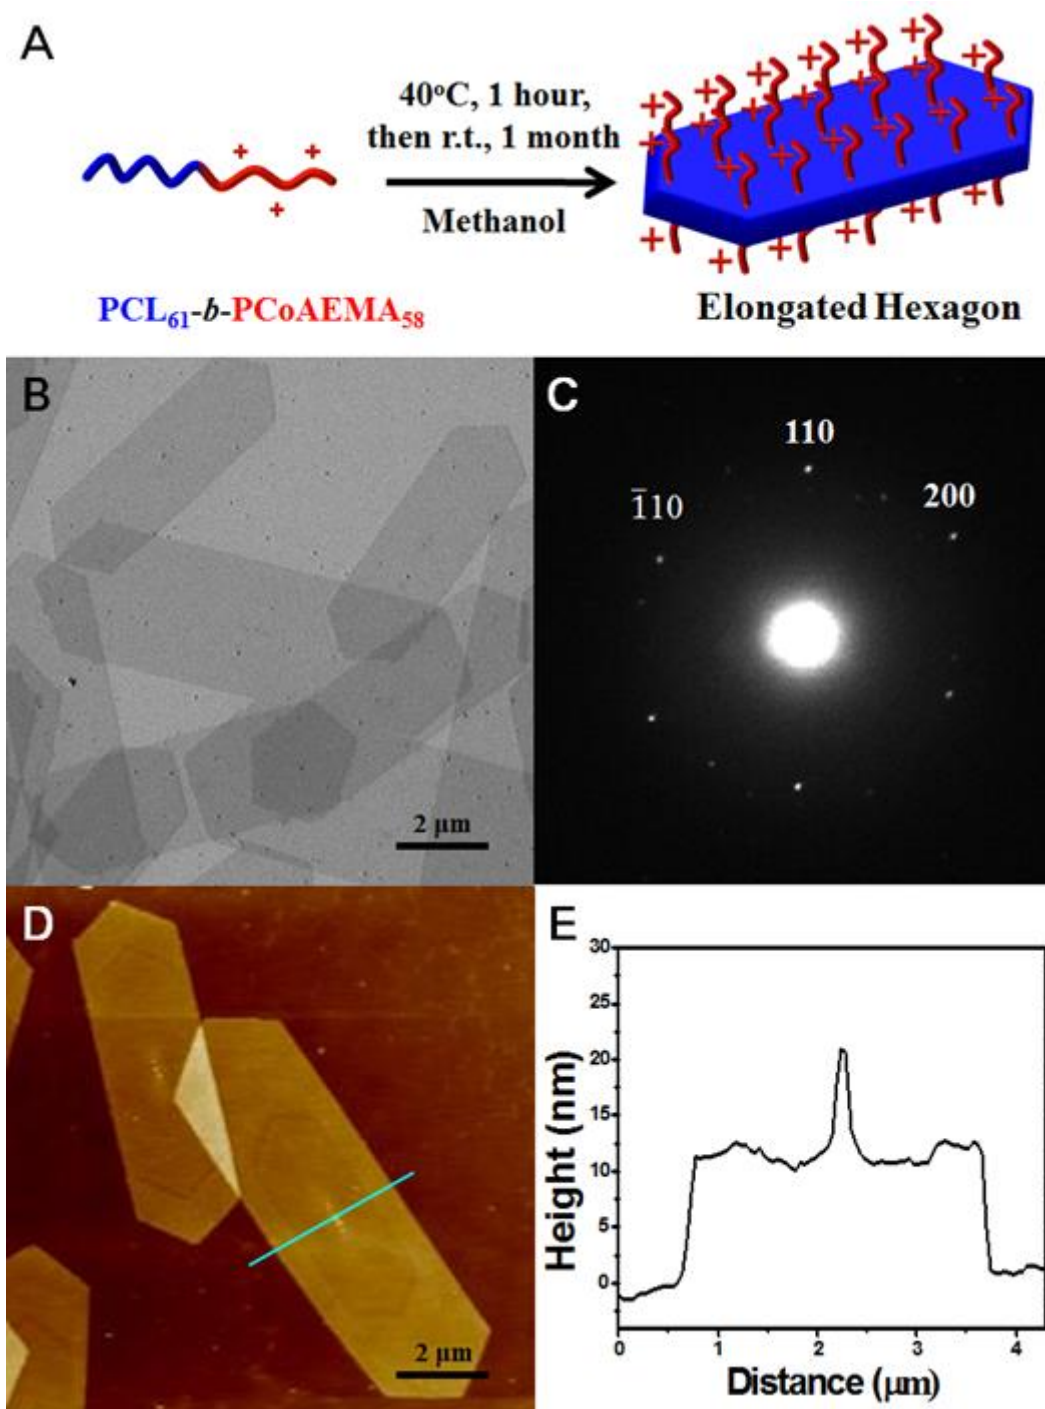 A
40°C, 1 hour,
then r.t., 1 month
Methanol
+ + +
PCL₆₁-b-PCoAEMA₅₈
Elongated Hexagon
B
2 μm
C
110
1̄10
200
D
2 μm
E
Height (nm)
30
25
20
15
10
5
0
0 1 2 3 4
Distance (μm)